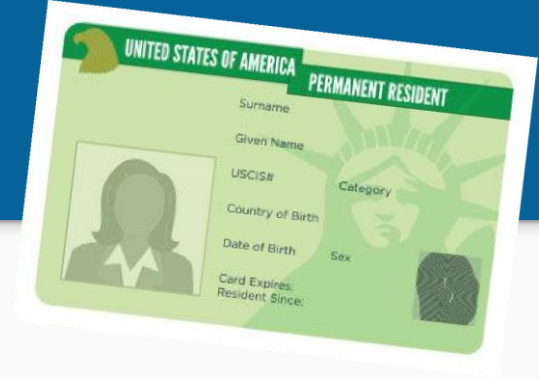 UNITED STATES OF AMERICA
PERMANENT RESIDENT
Surname
Given Name
USCIS#
Category
Country of Birth
Date of Birth
Sex
Card Expires:
Resident Since: